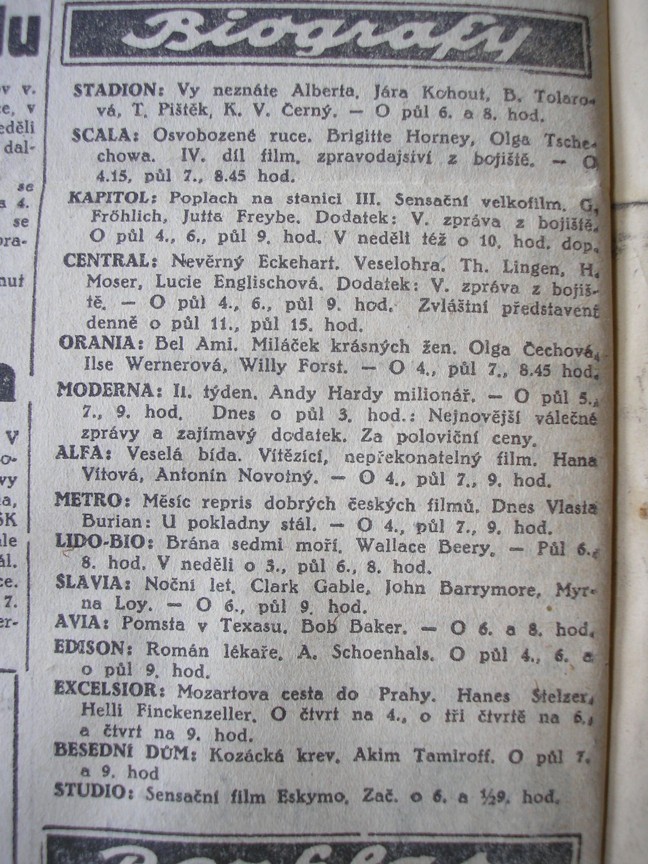 Biografy
STADION: Vy neznáte Alberta, Jára Kohout, B. Tolaro-
vá, T. Pištěk, K. V. Černý. — O půl 6. a 8. hod.
SCALA: Osvobozené ruce. Brigitte Horney, Olga Tsche-
chowa. IV. díl film. zpravodajství z bojiště. — O
4.15, půl 7., 8.45 hod.
KAPITOL: Poplach na stanici III. Sensační velkofilm. G.
Fröhlich, Jutta Freybe. Dodatek: V. zpráva z bojiště.
O půl 4., 6., půl 9. hod. V neděli též o 10. hod. dop.
CENTRAL: Nevěrný Eckehart. Veselohra. Th. Lingen, H.
Moser, Lucie Englischová. Dodatek: V. zpráva z bojiš-
tě. — O půl 4., 6., půl 9. hod. Zvláštní představení
denně o půl 11., půl 15. hod.
ORANIA: Bel Ami. Miláček krásných žen. Olga Čechová,
Ilse Wernerová, Willy Forst. — O 4., půl 7., 8.45 hod.
MODERNA: II. týden. Andy Hardy milionář. — O půl 5.,
7., 9. hod. Dnes o půl 3. hod.: Nejnovější válečné
zprávy a zajímavý dodatek. Za poloviční ceny.
ALFA: Veselá bída. Vítězící, nepřekonatelný film. Hana
Vítová, Antonín Novotný. — O 4., půl 7., 9. hod.
METRO: Měsíc repris dobrých českých filmů. Dnes Vlasta
Burian: U pokladny stál. — O 4., půl 7., 9. hod.
LIDO-BIO: Brána sedmi moří. Wallace Beery. — Půl 6.,
8. hod. V neděli o 3., půl 6., 8. hod.
SLAVIA: Noční let. Clark Gable, John Barrymore, Myr-
na Loy. — O 6., půl 9. hod.
AVIA: Pomsta v Texasu. Bob Baker. — O 6. a 8. hod.
EDISON: Román lékaře. A. Schoenhals. O půl 4., 6. a
o půl 9. hod.
EXCELSIOR: Mozartova cesta do Prahy. Hanes Stelzer,
Helli Finckenzeller. O čtvrt na 4., o tři čtvrtě na 6.,
a čtvrt na 9. hod.
BESEDNÍ DŮM: Kozácká krev. Akim Tamiroff. O půl 7.
a 9. hod
STUDIO: Sensační film Eskymo. Zač. o 6. a ½9. hod.